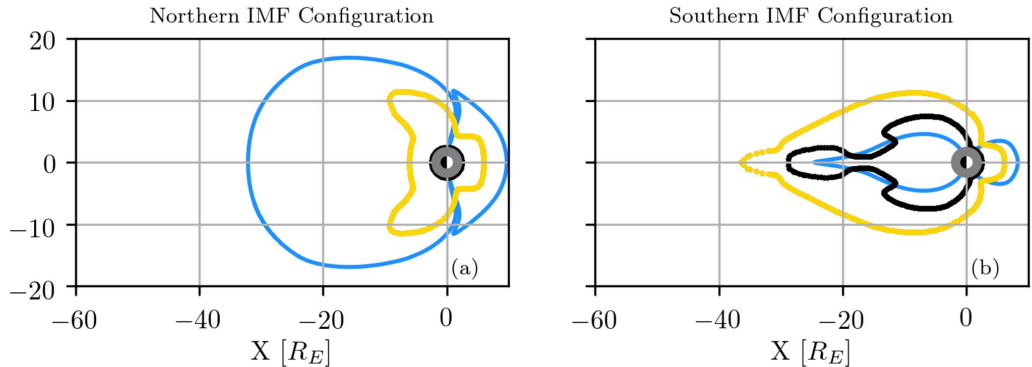 Northern IMF Configuration
Southern IMF Configuration
20
10
0
−10
−20
(a)
(b)
−60 −40 −20 0
−60 −40 −20 0
X [R_E]
X [R_E]